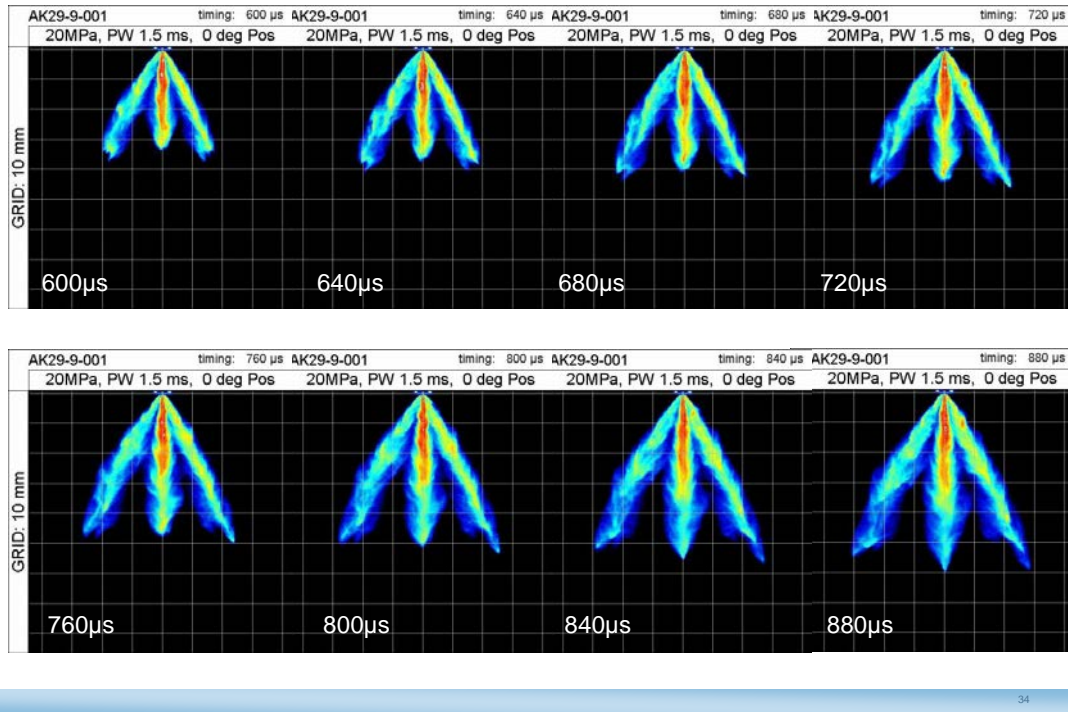 AK29-9-001 timing: 600 µs AK29-9-001 timing: 640 µs AK29-9-001 timing: 680 µs AK29-9-001 timing: 720 µs
20MPa, PW 1.5 ms, 0 deg Pos 20MPa, PW 1.5 ms, 0 deg Pos 20MPa, PW 1.5 ms, 0 deg Pos 20MPa, PW 1.5 ms, 0 deg Pos
GRID: 10 mm
600µs 640µs 680µs 720µs
AK29-9-001 timing: 760 µs AK29-9-001 timing: 800 µs AK29-9-001 timing: 840 µs AK29-9-001 timing: 880 µs
20MPa, PW 1.5 ms, 0 deg Pos 20MPa, PW 1.5 ms, 0 deg Pos 20MPa, PW 1.5 ms, 0 deg Pos 20MPa, PW 1.5 ms, 0 deg Pos
GRID: 10 mm
760µs 800µs 840µs 880µs
34